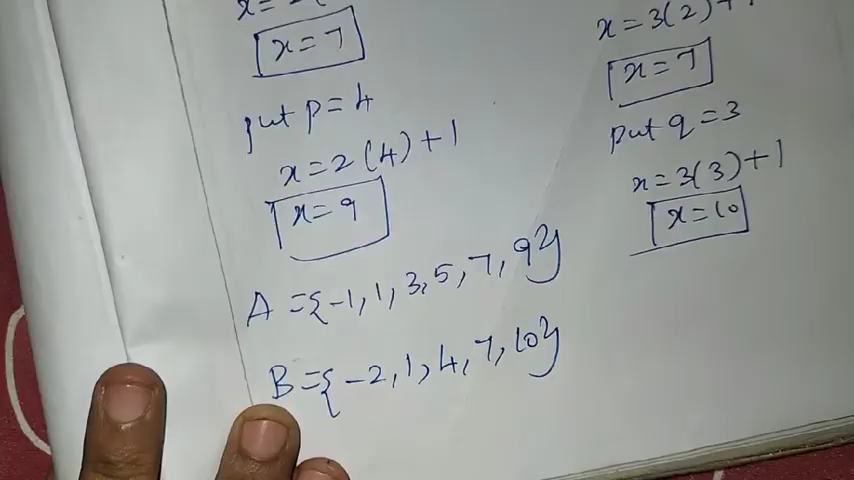 x=7
put p=4
x=2(4)+1
x=9
A={-1,1,3,5,7,9}
B={-2,1,4,7,10}
x=3(2)+1
x=7
put q=3
x=3(3)+1
x=10